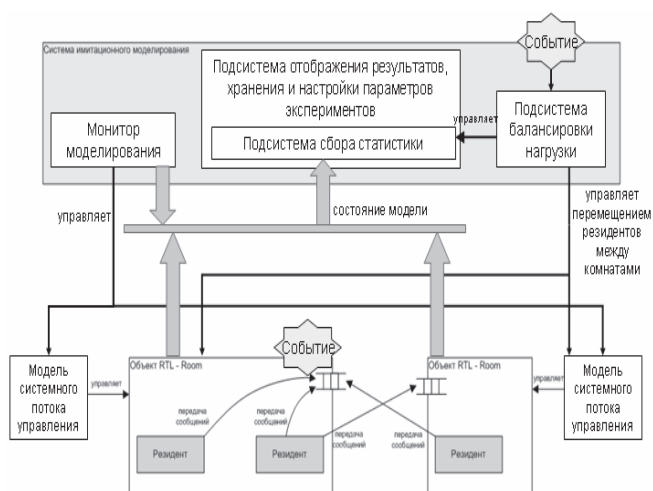 Система имитационного моделирования
Событие
Подсистема отображения результатов,
хранения и настройки параметров
экспериментов
Подсистема сбора статистики
управляет
Подсистема
балансировки
нагрузки
Монитор
моделирования
управляет
состояние модели
управляет
перемещением
резидентов
между
комнатами
Модель
системного
потока
управления
управляет
Объект RTL - Room
Событие
передача
сообщений
передача
сообщений
Резидент
Резидент
Объект RTL - Room
передача
сообщений
Резидент
управляет
Модель
системного
потока
управления